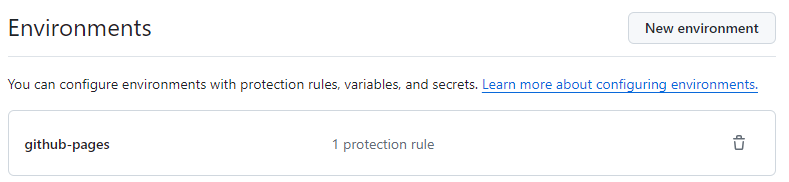 Environments
New environment
You can configure environments with protection rules, variables, and secrets. Learn more about configuring environments.
github-pages
1 protection rule